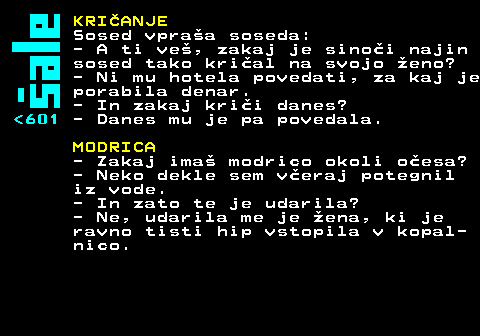 šale
KRIČANJE
Sosed vpraša soseda:
- A ti veš, zakaj je sinoči najin
sosed tako kričal na svojo ženo?
- Ni mu hotela povedati, za kaj je
porabila denar.
- In zakaj kriči danes?
<601 - Danes mu je pa povedala.
MODRICA
- Zakaj imaš modrico okoli očesa?
- Neko dekle sem včeraj potegnil
iz vode.
- In zato te je udarila?
- Ne, udarila me je žena, ki je
ravno tisti hip vstopila v kopal-
nico.